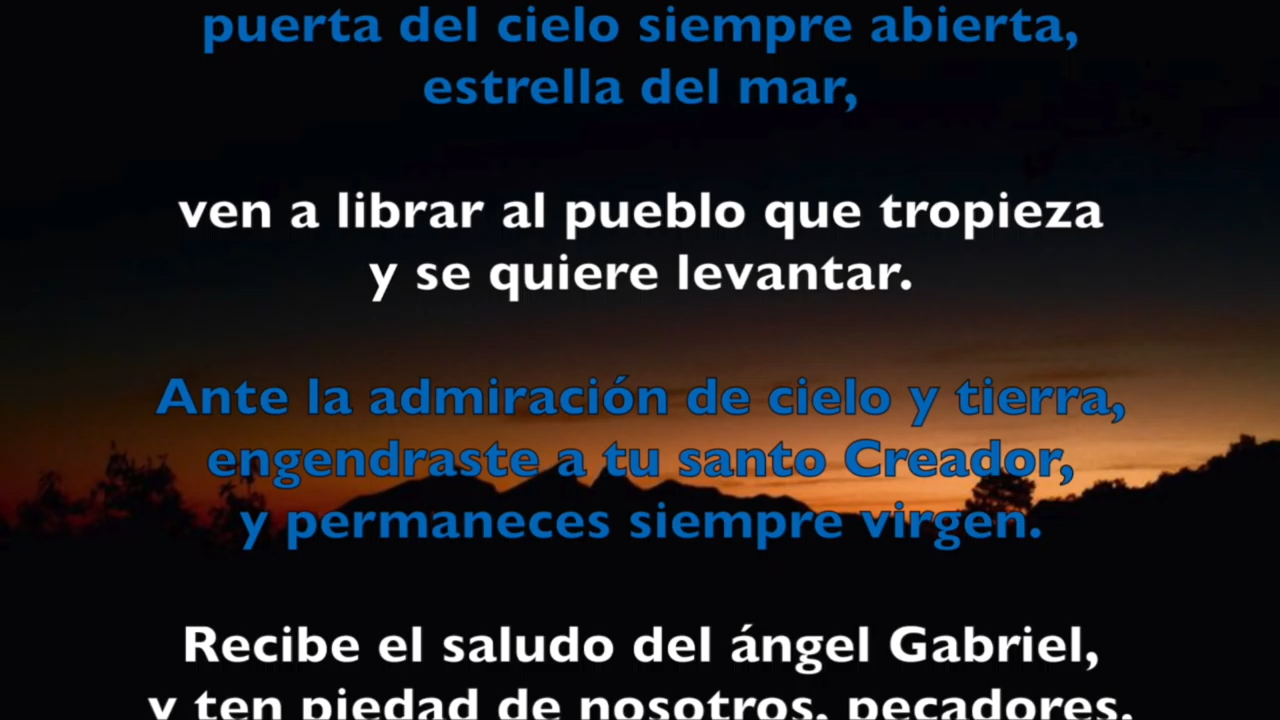 puerta del cielo siempre abierta,
estrella del mar,
ven a librar al pueblo que tropieza
y se quiere levantar.
Ante la admiración de cielo y tierra,
engendraste a tu santo Creador,
y permaneces siempre virgen.
Recibe el saludo del ángel Gabriel,
y ten piedad de nosotros, pecadores.